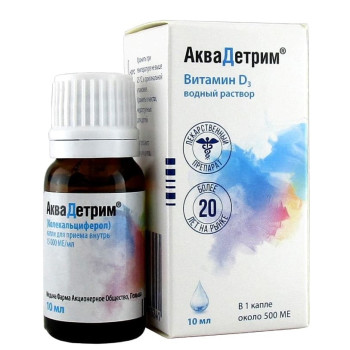 АкваДетрим®
Витамин D3
водный раствор
ЛЕКАРСТВЕННЫЙ
ПРЕПАРАТ
БОЛЕЕ
20
ЛЕТ НА РЫНКЕ
10 мл
В 1 капле
около 500 МЕ
АкваДетрим®
(Колекальциферол)
капли для приема внутрь
15 000 МЕ/мл
Медана Фарма Акционерное Общество, Польша
10 мл